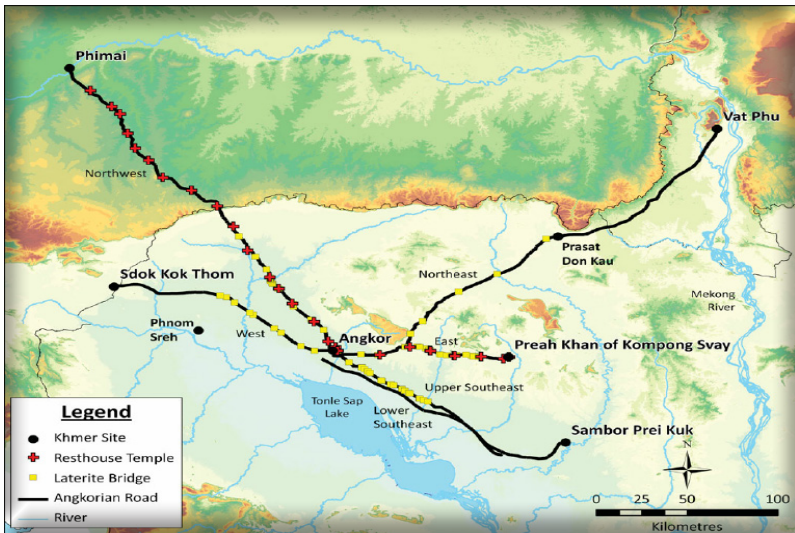 Phimai
Vat Phu
Northwest
Prasat
Don Kau
Northeast
Sdok Kok Thom
Mekong
River
Phnom
Sreh
West
Angkor
East
Preah Khan of Kompong Svay
Upper Southeast
Tonle Sap
Lake
Lower
Southeast
Sambor Prei Kuk
Legend
Khmer Site
Resthouse Temple
Laterite Bridge
Angkorian Road
River
N
0 25 50 100
Kilometres